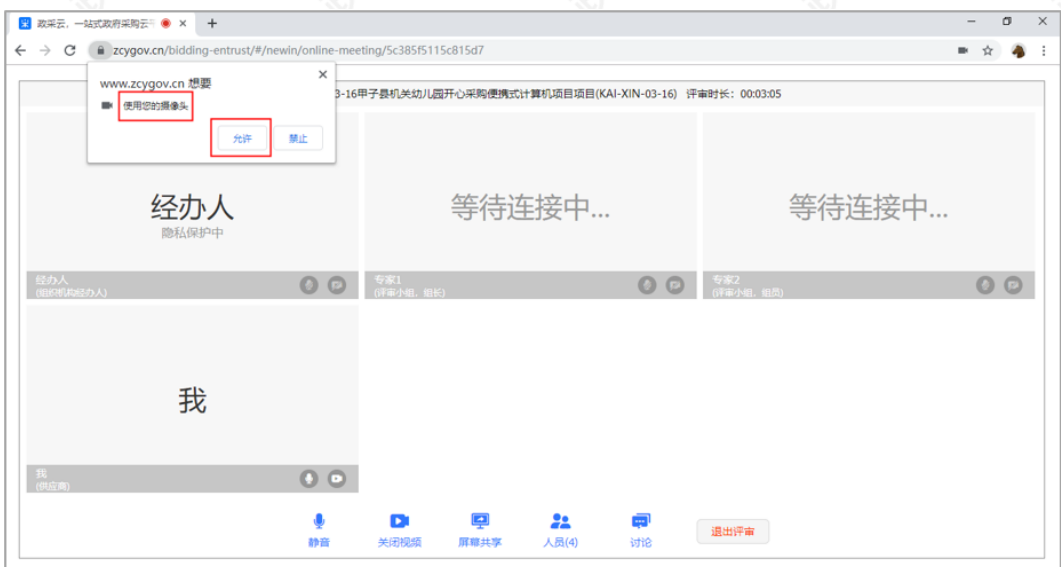 政采云，一站式政府采购云平
zcygov.cn/bidding-entrust/#/newin/online-meeting/5c385f5115c815d7
www.zcygov.cn 想要
使用您的摄像头
允许 禁止
3-16甲子县机关幼儿园开心采购便携式计算机项目项目(KAI-XIN-03-16) 评审时长：00:03:05
经办人
隐私保护中
等待连接中...
等待连接中...
经办人
(组织机构经办人)
专家1
(评审小组，组长)
专家2
(评审小组，组员)
我
我
(供应商)
静音 关闭视频 屏幕共享 人员(4) 讨论 退出评审